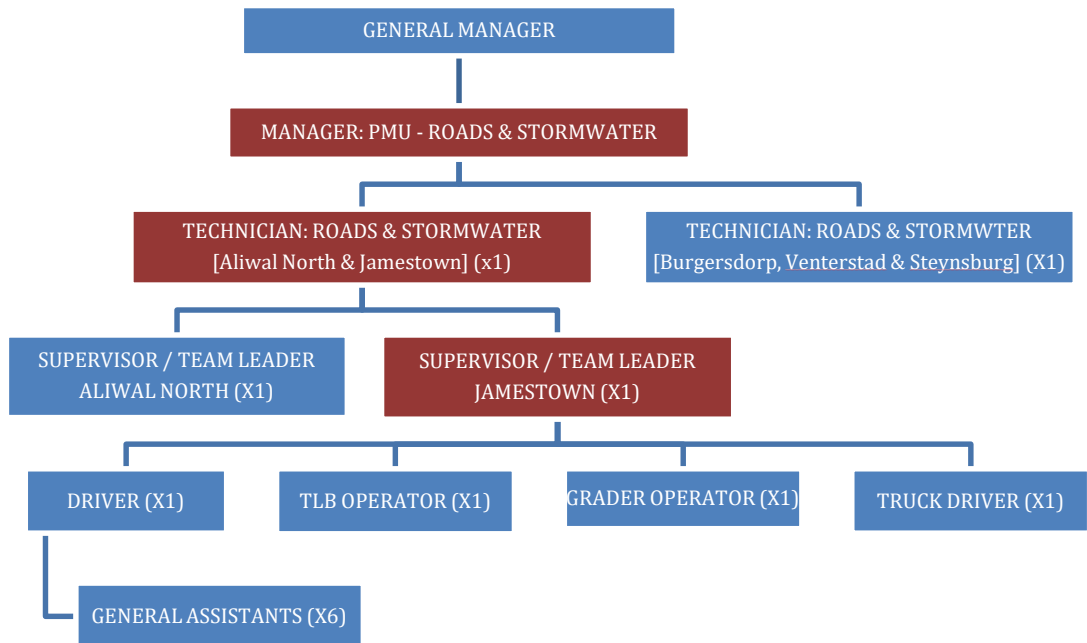 GENERAL MANAGER
MANAGER: PMU - ROADS & STORMWATER
TECHNICIAN: ROADS & STORMWATER
[Aliwal North & Jamestown] (x1)
TECHNICIAN: ROADS & STORMWTER
[Burgersdorp, Venterstad & Steynsburg] (X1)
SUPERVISOR / TEAM LEADER
ALIWAL NORTH (X1)
SUPERVISOR / TEAM LEADER
JAMESTOWN (X1)
DRIVER (X1)
TLB OPERATOR (X1)
GRADER OPERATOR (X1)
TRUCK DRIVER (X1)
GENERAL ASSISTANTS (X6)